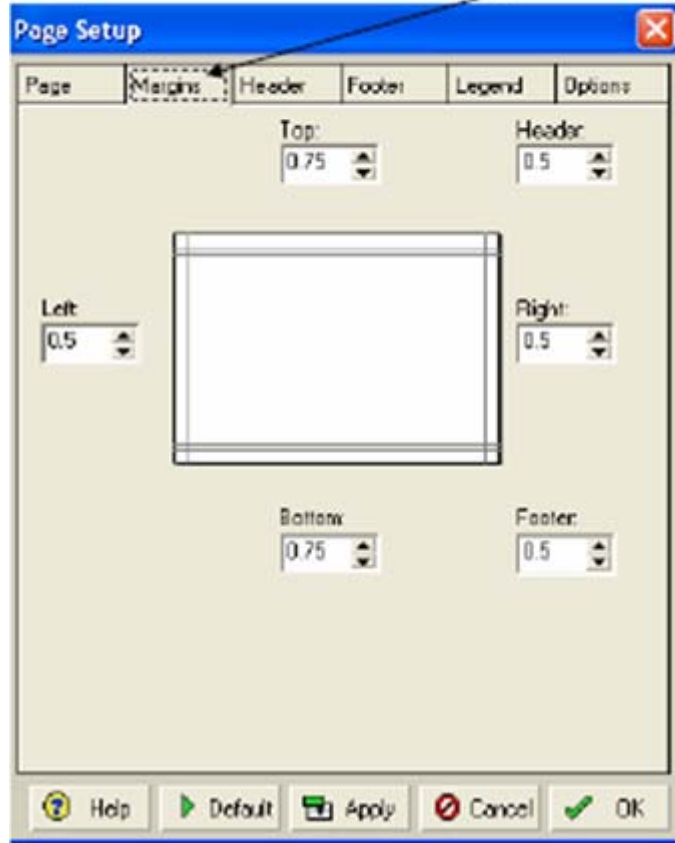 Page Setup
Page Margins Header Footer Legend Options
Top: Header:
0.75 0.5
Left: Right:
0.5 0.5
Bottom: Footer:
0.75 0.5
Help Default Apply Cancel OK